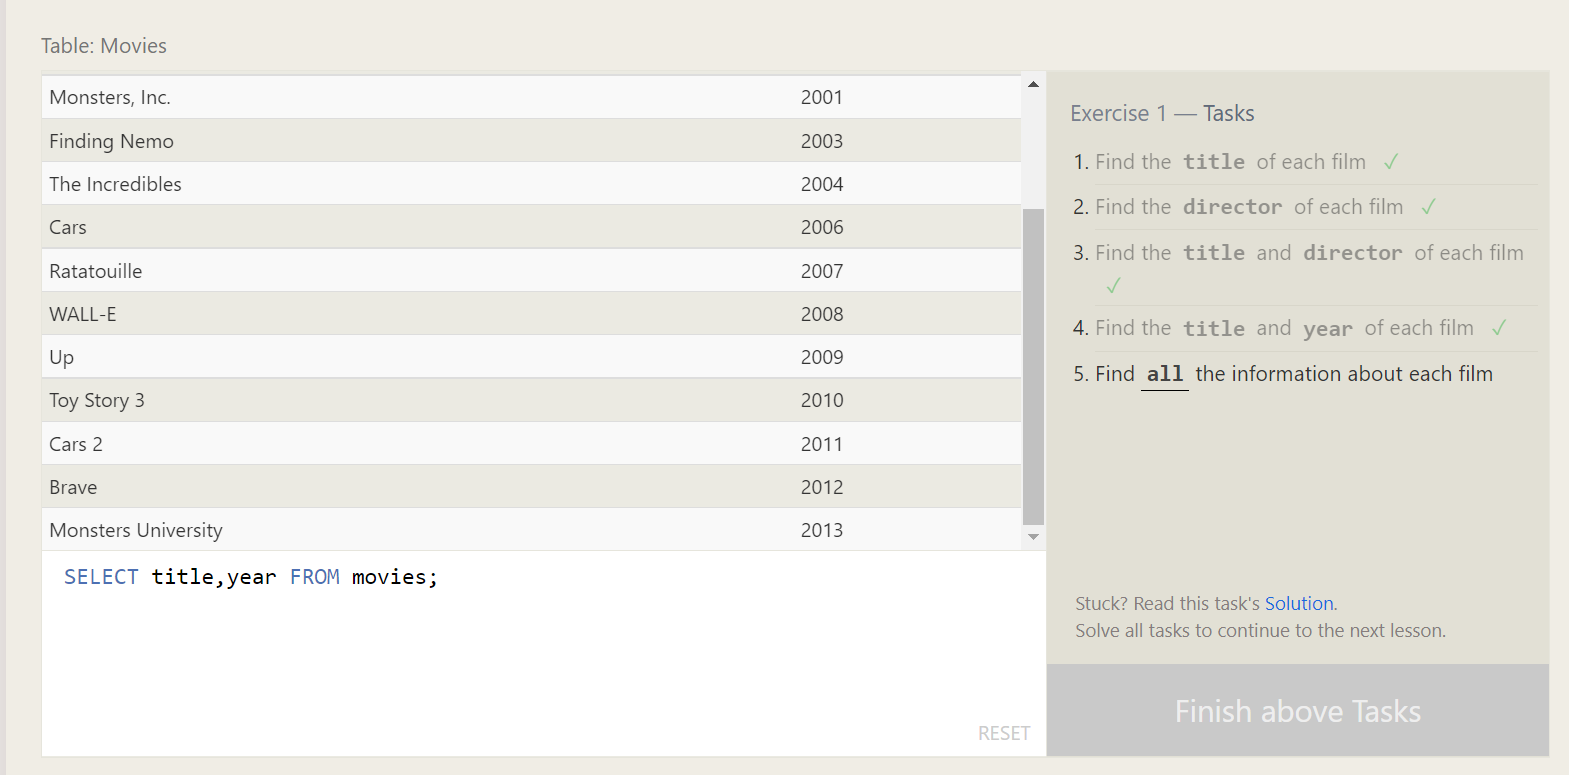 Table: Movies
Monsters, Inc. 2001
Finding Nemo 2003
The Incredibles 2004
Cars 2006
Ratatouille 2007
WALL-E 2008
Up 2009
Toy Story 3 2010
Cars 2 2011
Brave 2012
Monsters University 2013
SELECT title,year FROM movies;
RESET
Exercise 1 — Tasks
1. Find the title of each film ✓
2. Find the director of each film ✓
3. Find the title and director of each film
✓
4. Find the title and year of each film ✓
5. Find all the information about each film
Stuck? Read this task's Solution.
Solve all tasks to continue to the next lesson.
Finish above Tasks